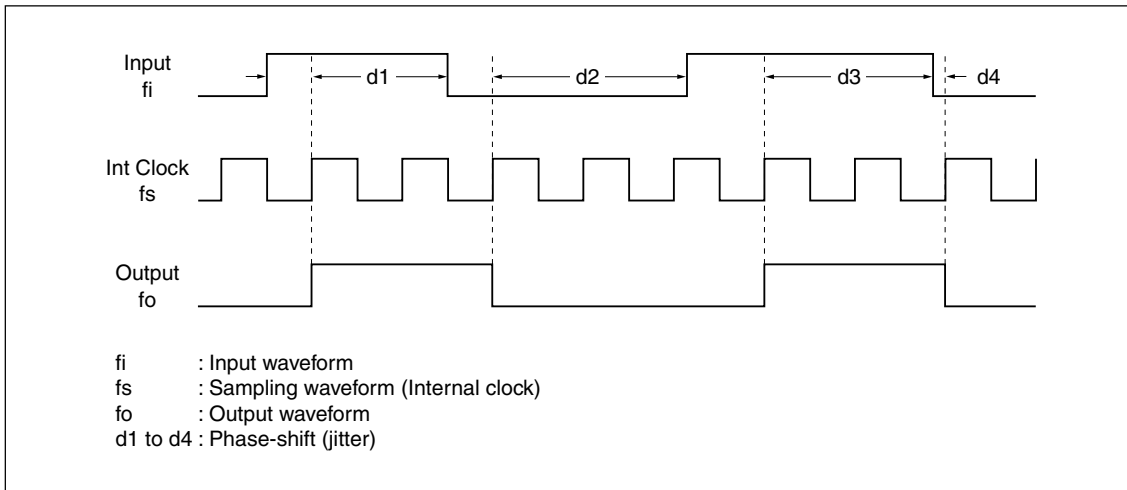 Input
fi
d1
d2
d3
d4
Int Clock
fs
Output
fo
fi : Input waveform
fs : Sampling waveform (Internal clock)
fo : Output waveform
d1 to d4 : Phase-shift (jitter)